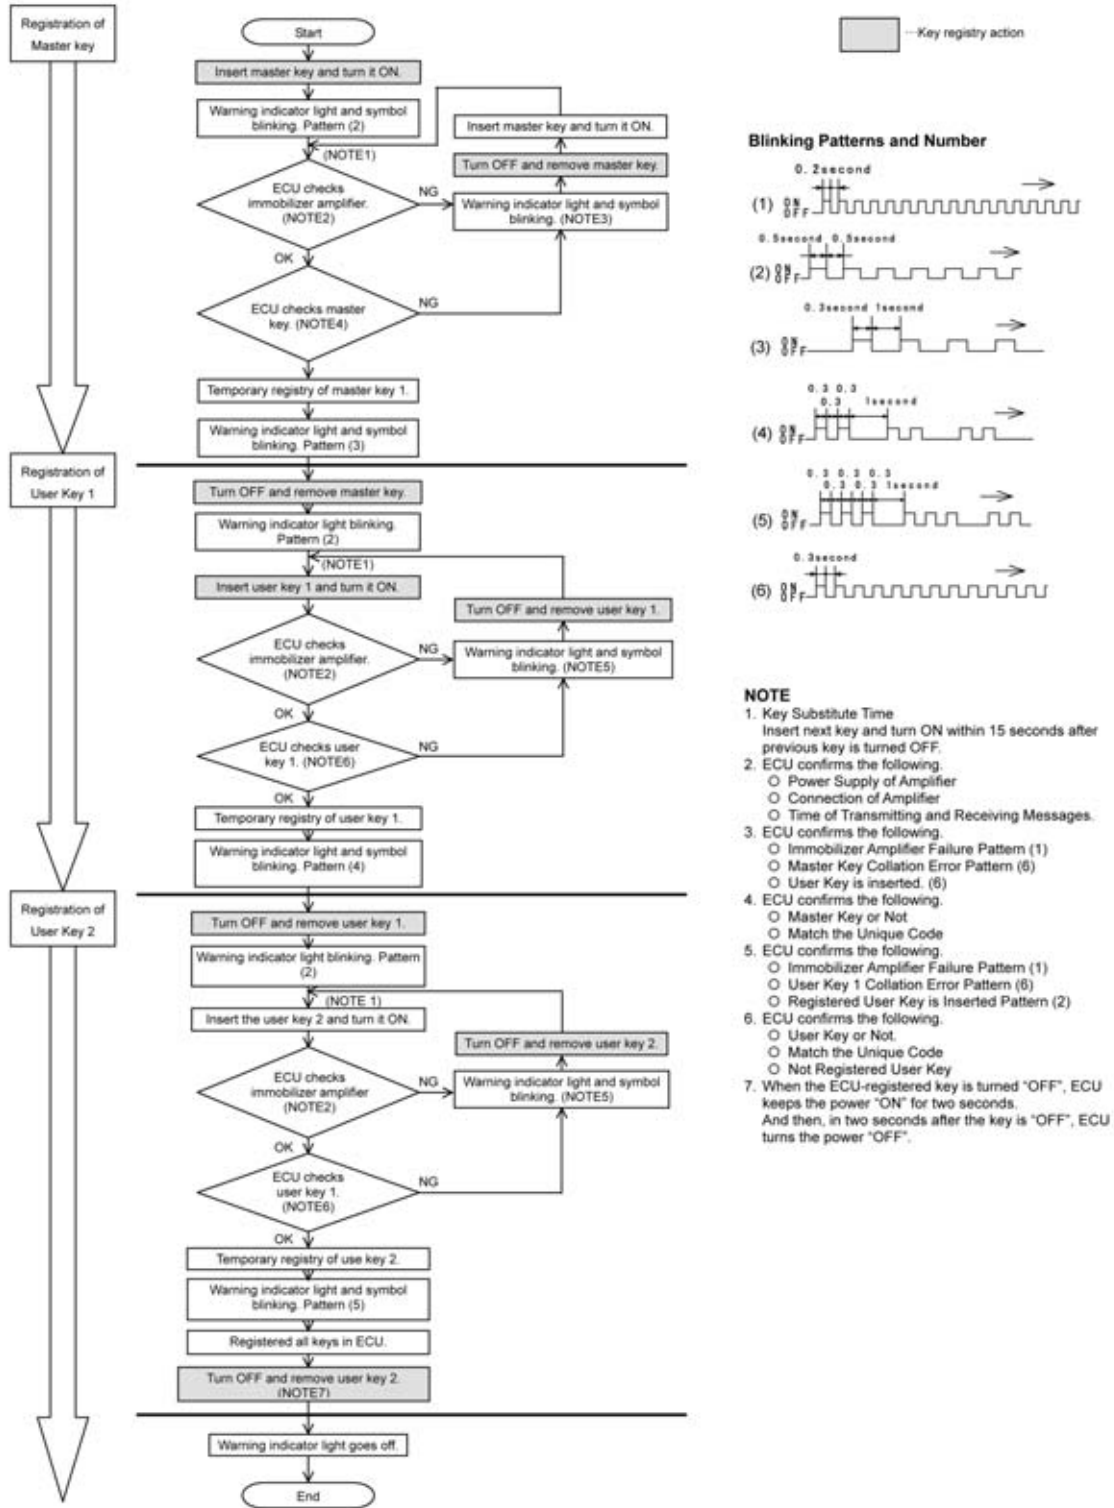 Registration of
Master key
Start
Insert master key and turn it ON.
Warning indicator light and symbol
blinking. Pattern (2)
(NOTE1)
ECU checks
immobilizer amplifier.
(NOTE2)
NG
Insert master key and turn it ON.
Turn OFF and remove master key.
Warning indicator light and symbol
blinking. (NOTE3)
OK
ECU checks master
key. (NOTE4)
NG
Temporary registry of master key 1.
Warning indicator light and symbol
blinking. Pattern (3)
Registration of
User Key 1
Turn OFF and remove master key.
Warning indicator light blinking.
Pattern (2)
(NOTE1)
Insert user key 1 and turn it ON.
Turn OFF and remove user key 1.
ECU checks
immobilizer amplifier.
(NOTE2)
NG
Warning indicator light and symbol
blinking. (NOTE5)
OK
ECU checks user
key 1. (NOTE6)
NG
OK
Temporary registry of user key 1.
Warning indicator light and symbol
blinking. Pattern (4)
Registration of
User Key 2
Turn OFF and remove user key 1.
Warning indicator light blinking. Pattern
(2)
(NOTE 1)
Insert the user key 2 and turn it ON.
Turn OFF and remove user key 2.
ECU checks
immobilizer amplifier
(NOTE2)
NG
Warning indicator light and symbol
blinking. (NOTE5)
OK
ECU checks
user key 1.
(NOTE6)
NG
OK
Temporary registry of use key 2.
Warning indicator light and symbol
blinking. Pattern (5)
Registered all keys in ECU.
Turn OFF and remove user key 2.
(NOTE7)
Warning indicator light goes off.
End
···Key registry action
Blinking Patterns and Number
0.2second
(1) ON
OFF
0.5second 0.5second
(2) ON
OFF
0.3second 1second
(3) ON
OFF
0.3 0.3
0.3 1second
(4) ON
OFF
0.3 0.3 0.3
0.3 0.3 1second
(5) ON
OFF
0.3second
(6) ON
OFF
NOTE
1. Key Substitute Time
Insert next key and turn ON within 15 seconds after
previous key is turned OFF.
2. ECU confirms the following.
○ Power Supply of Amplifier
○ Connection of Amplifier
○ Time of Transmitting and Receiving Messages.
3. ECU confirms the following.
○ Immobilizer Amplifier Failure Pattern (1)
○ Master Key Collation Error Pattern (6)
○ User Key is inserted. (6)
4. ECU confirms the following.
○ Master Key or Not
○ Match the Unique Code
5. ECU confirms the following.
○ Immobilizer Amplifier Failure Pattern (1)
○ User Key 1 Collation Error Pattern (6)
○ Registered User Key is Inserted Pattern (2)
6. ECU confirms the following.
○ User Key or Not.
○ Match the Unique Code
○ Not Registered User Key
7. When the ECU-registered key is turned “OFF”, ECU
keeps the power “ON” for two seconds.
And then, in two seconds after the key is “OFF”, ECU
turns the power “OFF”.